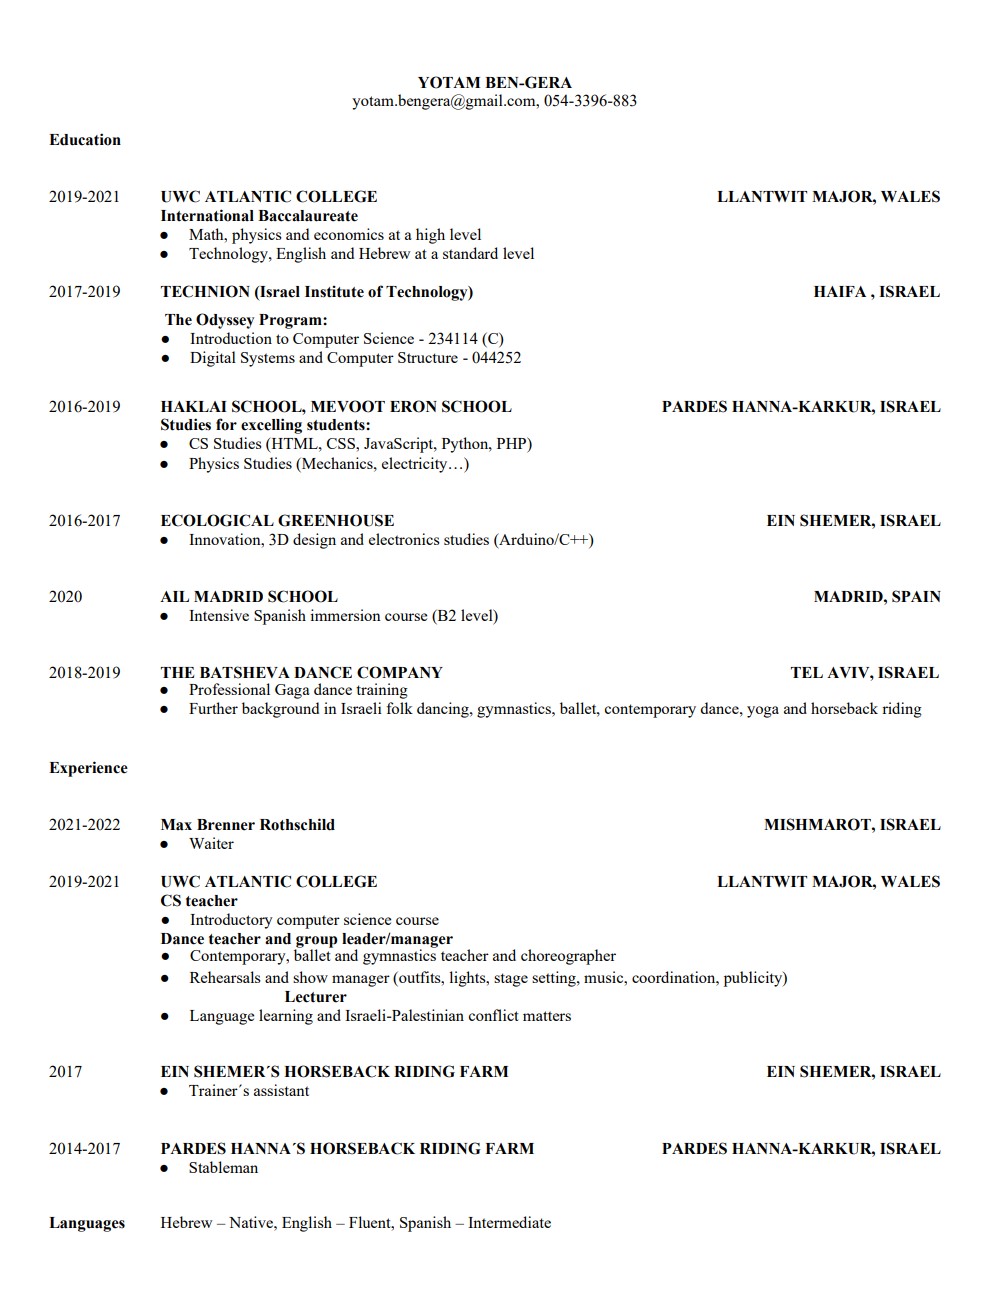 YOTAM BEN-GERA
yotam.bengera@gmail.com, 054-3396-883
Education
2019-2021 UWC ATLANTIC COLLEGE LLANTWIT MAJOR, WALES
International Baccalaureate
● Math, physics and economics at a high level
● Technology, English and Hebrew at a standard level
2017-2019 TECHNION (Israel Institute of Technology) HAIFA , ISRAEL
The Odyssey Program:
● Introduction to Computer Science - 234114 (C)
● Digital Systems and Computer Structure - 044252
2016-2019 HAKLAI SCHOOL, MEVOOT ERON SCHOOL PARDES HANNA-KARKUR, ISRAEL
Studies for excelling students:
● CS Studies (HTML, CSS, JavaScript, Python, PHP)
● Physics Studies (Mechanics, electricity…)
2016-2017 ECOLOGICAL GREENHOUSE EIN SHEMER, ISRAEL
● Innovation, 3D design and electronics studies (Arduino/C++)
2020 AIL MADRID SCHOOL MADRID, SPAIN
● Intensive Spanish immersion course (B2 level)
2018-2019 THE BATSHEVA DANCE COMPANY TEL AVIV, ISRAEL
● Professional Gaga dance training
● Further background in Israeli folk dancing, gymnastics, ballet, contemporary dance, yoga and horseback riding
Experience
2021-2022 Max Brenner Rothschild MISHMAROT, ISRAEL
● Waiter
2019-2021 UWC ATLANTIC COLLEGE LLANTWIT MAJOR, WALES
CS teacher
● Introductory computer science course
Dance teacher and group leader/manager
● Contemporary, ballet and gymnastics teacher and choreographer
● Rehearsals and show manager (outfits, lights, stage setting, music, coordination, publicity)
Lecturer
● Language learning and Israeli-Palestinian conflict matters
2017 EIN SHEMER´S HORSEBACK RIDING FARM EIN SHEMER, ISRAEL
● Trainer´s assistant
2014-2017 PARDES HANNA´S HORSEBACK RIDING FARM PARDES HANNA-KARKUR, ISRAEL
● Stableman
Languages Hebrew – Native, English – Fluent, Spanish – Intermediate